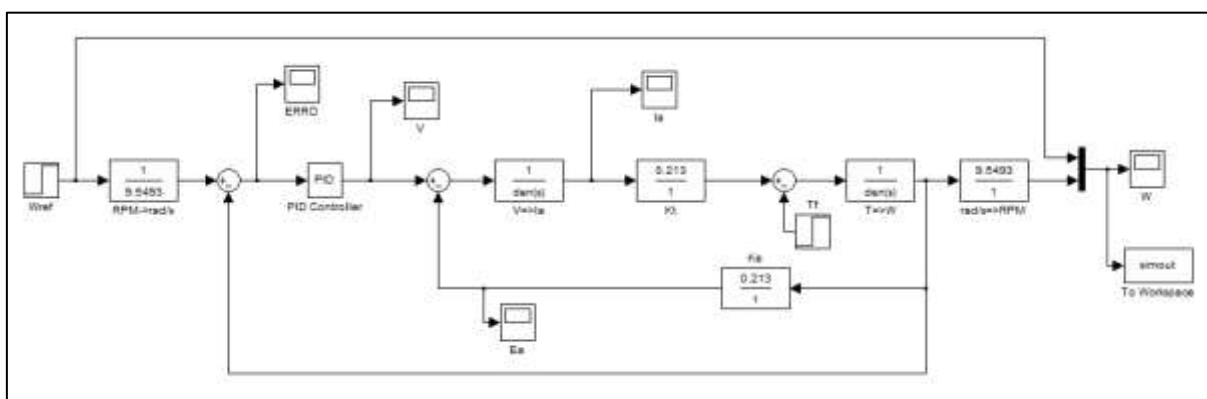 ERRO
V
Ia
Wref
1
9.5493
RPM->rad/s
PID
PID Controller
1
den(s)
V=>Ia
0.213
1
Kt
Tf
1
den(s)
T=>W
9.5493
1
rad/s=>RPM
W
simout
To Workspace
0.213
1
Ea